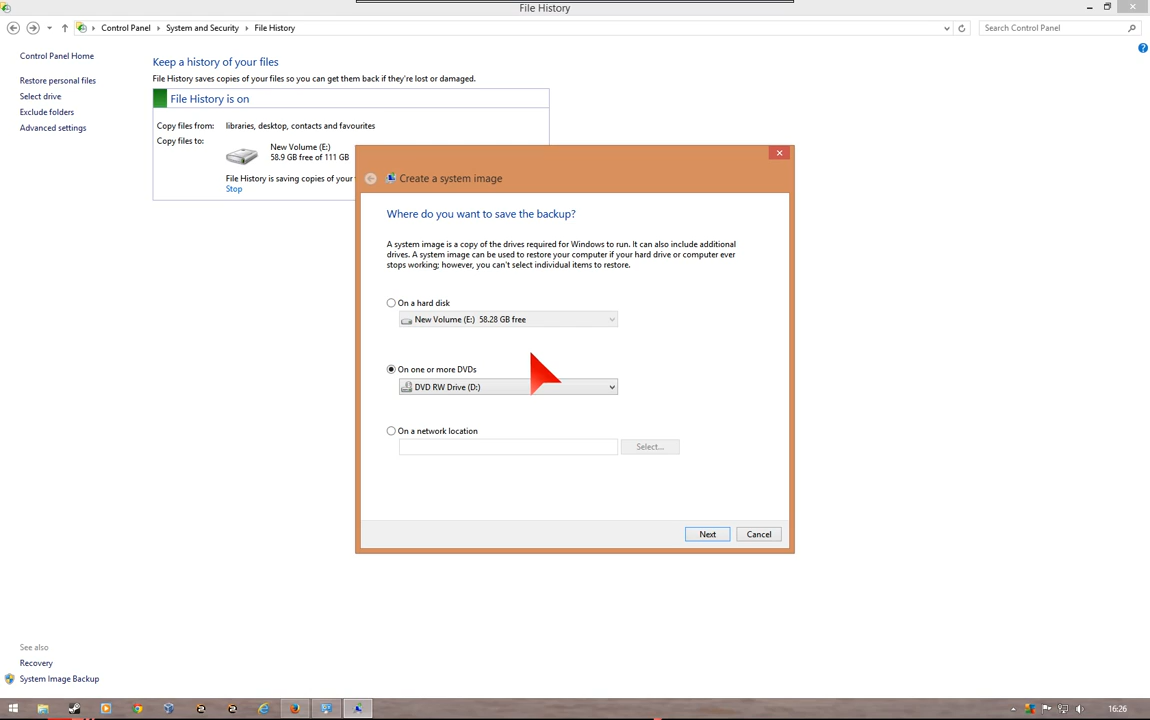 File History
Control Panel
System and Security
File History
Search Control Panel
Control Panel Home
Restore personal files
Select drive
Exclude folders
Advanced settings
Keep a history of your files
File History saves copies of your files so you can get them back if they're lost or damaged.
File History is on
Copy files from: libraries, desktop, contacts and favourites
Copy files to: New Volume (E:)
58.9 GB free of 111 GB
File History is saving copies of your
Stop
Create a system image
Where do you want to save the backup?
A system image is a copy of the drives required for Windows to run. It can also include additional
drives. A system image can be used to restore your computer if your hard drive or computer ever
stops working; however, you can't select individual items to restore.
On a hard disk
New Volume (E:) 58.28 GB free
On one or more DVDs
DVD RW Drive (D:)
On a network location
Select...
Next
Cancel
See also
Recovery
System Image Backup
16:26